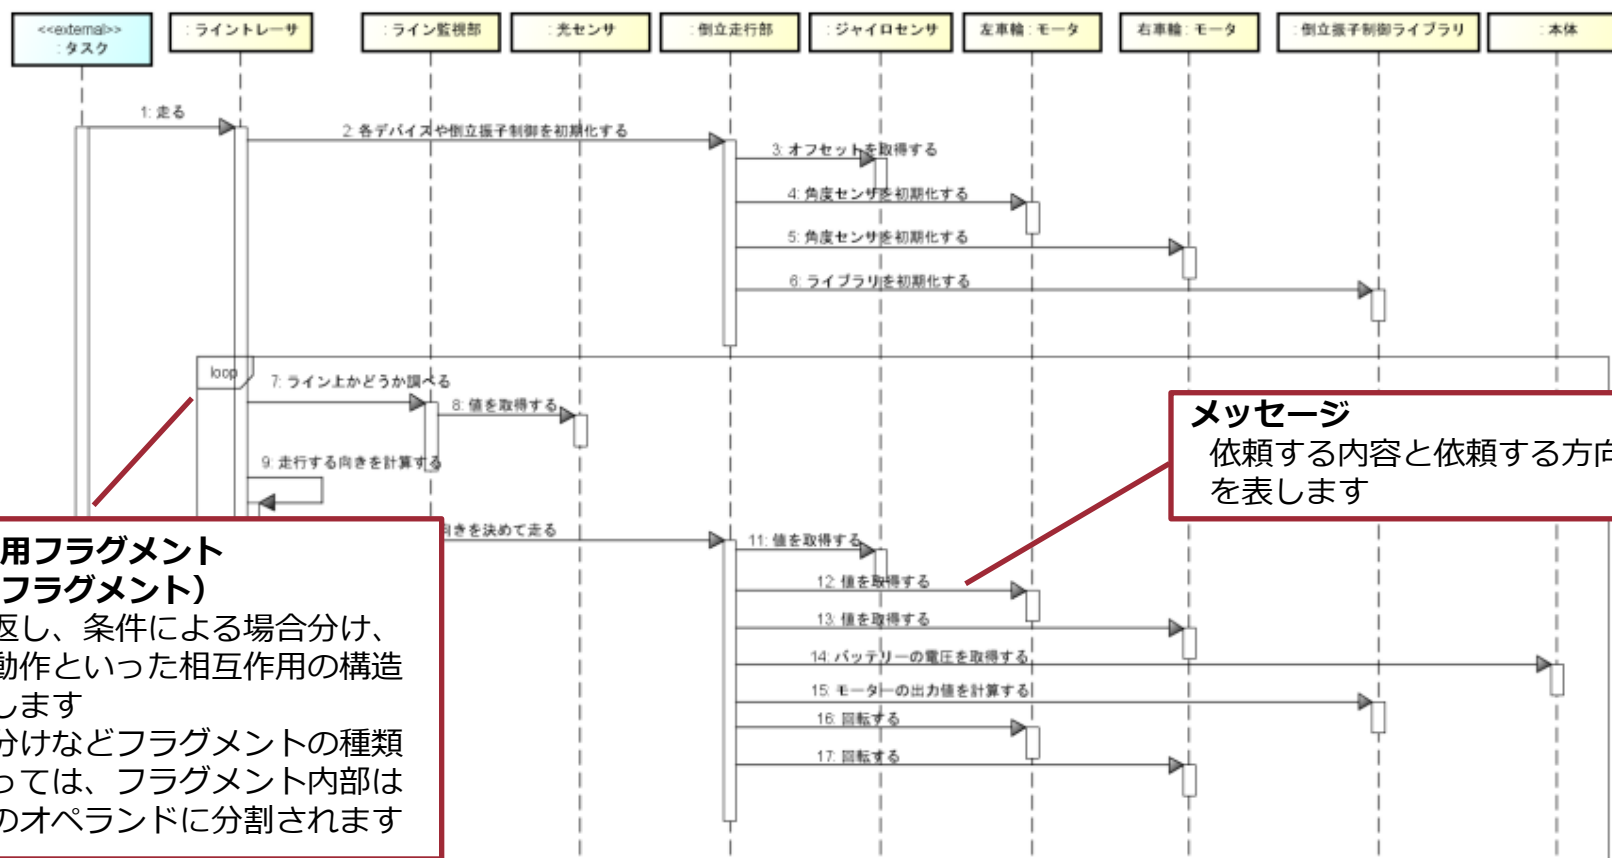 <<external>>
: タスク
: ライントレーサ
: ライン監視部
: 光センサ
: 倒立走行部
: ジャイロセンサ
左車輪 : モータ
右車輪 : モータ
: 倒立振子制御ライブラリ
: 本体
1: 走る
2: 各デバイスや倒立振子制御を初期化する
3: オフセットを取得する
4: 角度センサを初期化する
5: 角度センサを初期化する
6: ライブラリを初期化する
loop
7: ライン上かどうか調べる
8: 値を取得する
9: 走行する向きを計算する
向きを決めて走る
11: 値を取得する
12: 値を取得する
13: 値を取得する
14: バッテリーの電圧を取得する
15: モーターの出力値を計算する
16: 回転する
17: 回転する
メッセージ
依頼する内容と依頼する方向
を表します
用フラグメント
フラグメント）
返し、条件による場合分け、
動作といった相互作用の構造
します
分けなどフラグメントの種類
っては、フラグメント内部は
のオペランドに分割されます